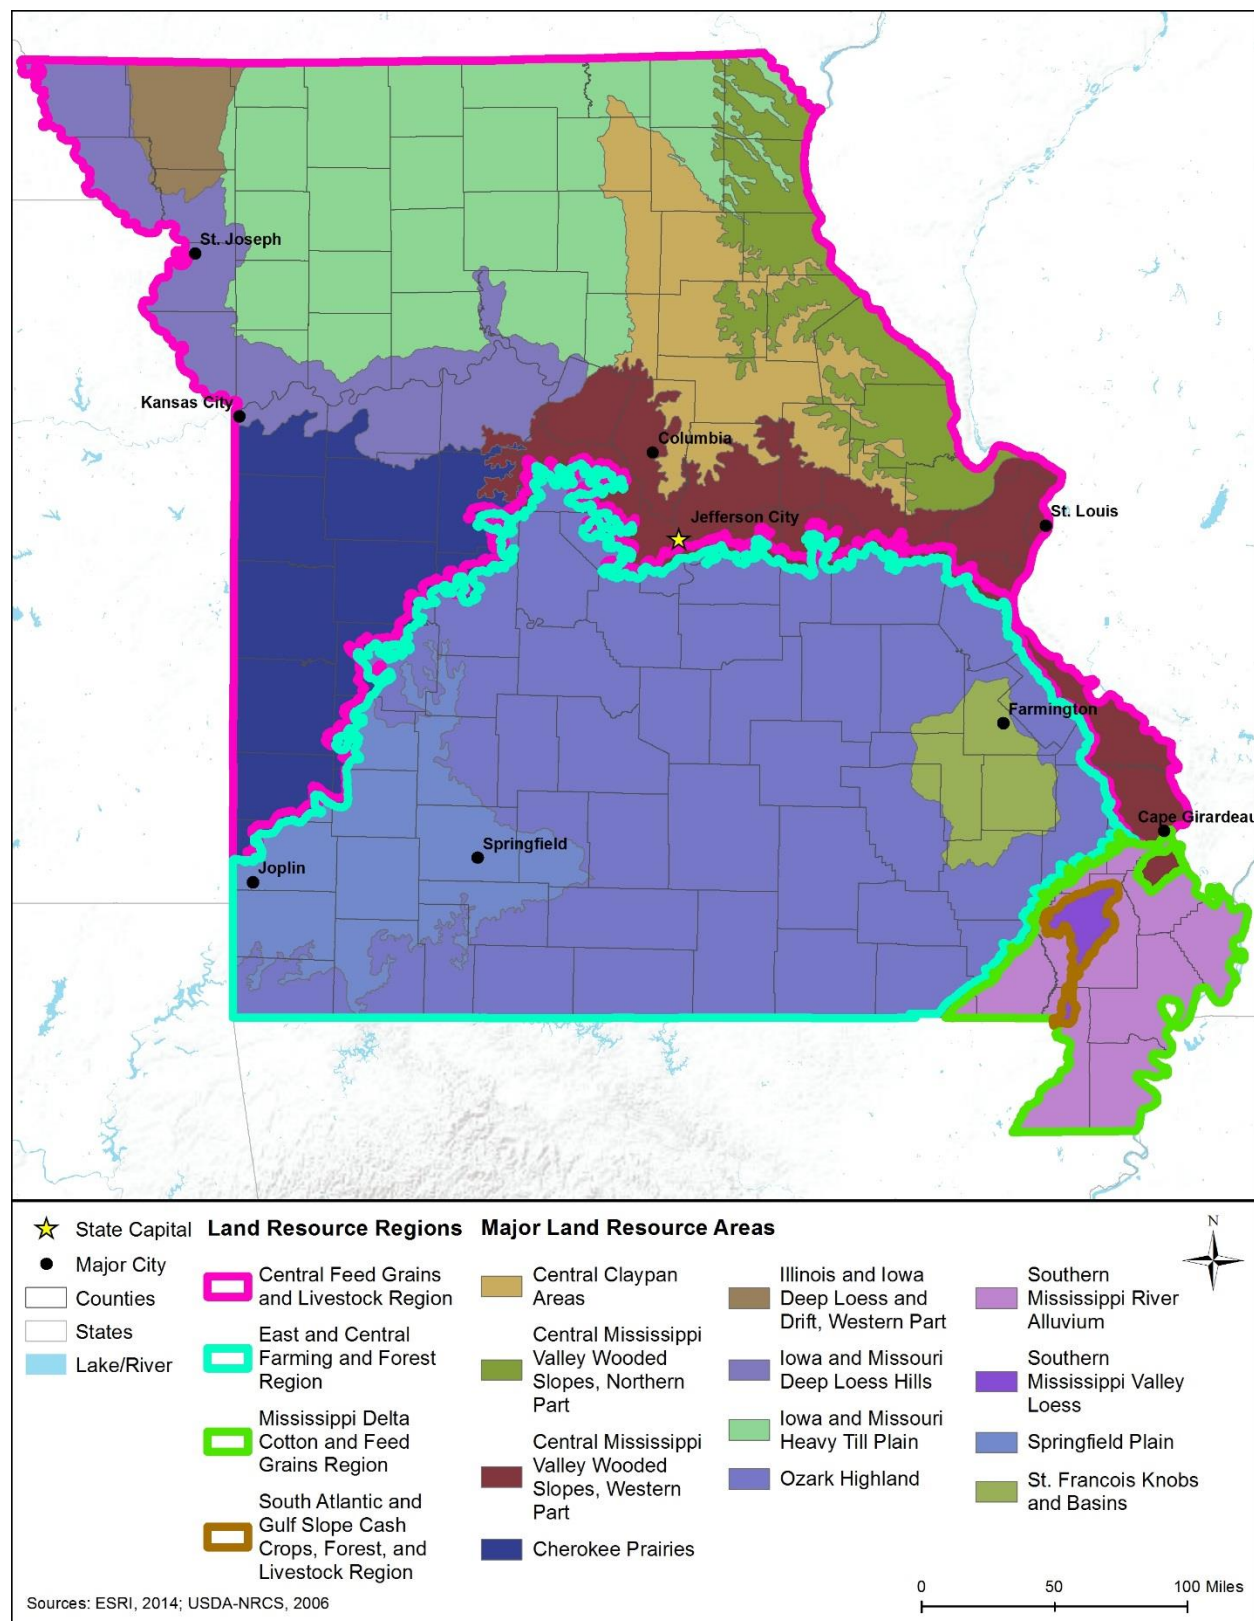 St. Joseph
Kansas City
Columbia
Jefferson City
St. Louis
Farmington
Cape Girardeau
Springfield
Joplin
State Capital
Major City
Counties
States
Lake/River
Land Resource Regions
Central Feed Grains
and Livestock Region
East and Central
Farming and Forest
Region
Mississippi Delta
Cotton and Feed
Grains Region
South Atlantic and
Gulf Slope Cash
Crops, Forest, and
Livestock Region
Major Land Resource Areas
Central Claypan
Areas
Central Mississippi
Valley Wooded
Slopes, Northern
Part
Central Mississippi
Valley Wooded
Slopes, Western
Part
Cherokee Prairies
Illinois and Iowa
Deep Loess and
Drift, Western Part
Iowa and Missouri
Deep Loess Hills
Iowa and Missouri
Heavy Till Plain
Ozark Highland
Southern
Mississippi River
Alluvium
Southern
Mississippi Valley
Loess
Springfield Plain
St. Francois Knobs
and Basins
N
Sources: ESRI, 2014; USDA-NRCS, 2006
0 50 100 Miles